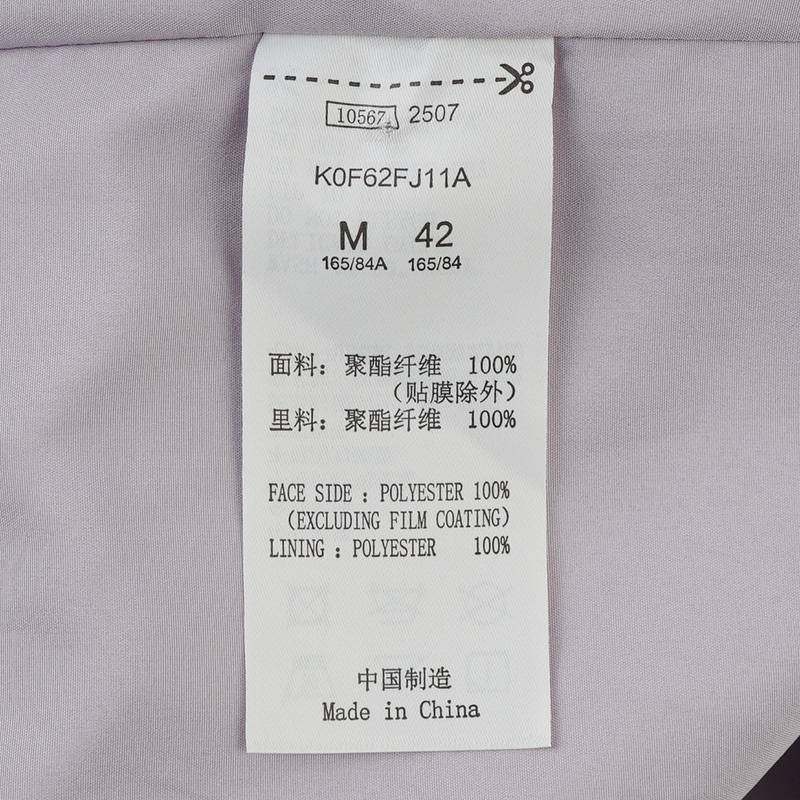 10567 2507
K0F62FJ11A
M 42
165/84A 165/84
面料：聚酯纤维 100%
（贴膜除外）
里料：聚酯纤维 100%
FACE SIDE : POLYESTER 100%
(EXCLUDING FILM COATING)
LINING : POLYESTER 100%
中国制造
Made in China